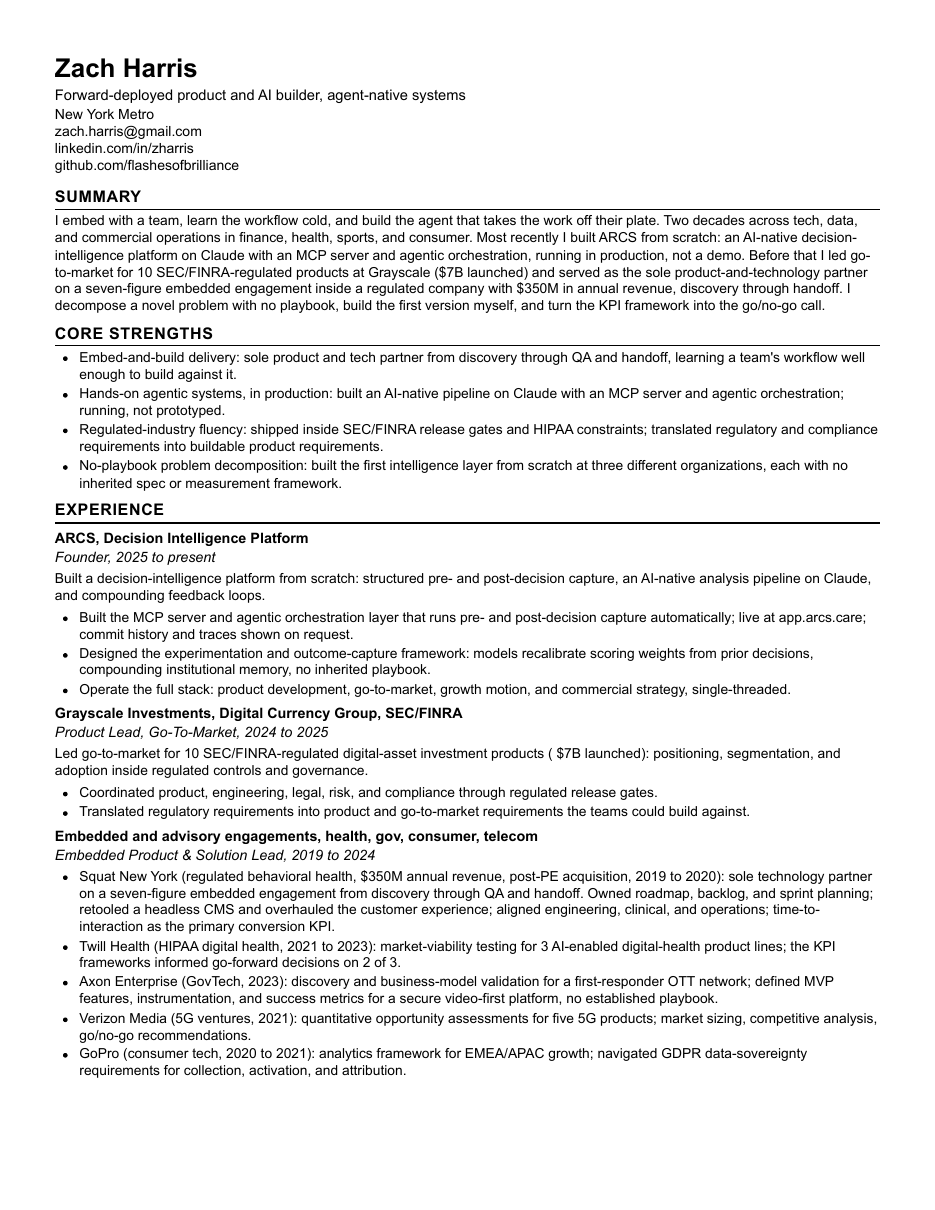 Zach Harris
Forward-deployed product and AI builder, agent-native systems
New York Metro
zach.harris@gmail.com
linkedin.com/in/zharris
github.com/flashesofbrilliance
SUMMARY
I embed with a team, learn the workflow cold, and build the agent that takes the work off their plate. Two decades across tech, data,
and commercial operations in finance, health, sports, and consumer. Most recently I built ARCS from scratch: an AI-native decision-
intelligence platform on Claude with an MCP server and agentic orchestration, running in production, not a demo. Before that I led go-
to-market for 10 SEC/FINRA-regulated products at Grayscale ($7B launched) and served as the sole product-and-technology partner
on a seven-figure embedded engagement inside a regulated company with $350M in annual revenue, discovery through handoff. I
decompose a novel problem with no playbook, build the first version myself, and turn the KPI framework into the go/no-go call.
CORE STRENGTHS
• Embed-and-build delivery: sole product and tech partner from discovery through QA and handoff, learning a team's workflow well
enough to build against it.
• Hands-on agentic systems, in production: built an AI-native pipeline on Claude with an MCP server and agentic orchestration;
running, not prototyped.
• Regulated-industry fluency: shipped inside SEC/FINRA release gates and HIPAA constraints; translated regulatory and compliance
requirements into buildable product requirements.
• No-playbook problem decomposition: built the first intelligence layer from scratch at three different organizations, each with no
inherited spec or measurement framework.
EXPERIENCE
ARCS, Decision Intelligence Platform
Founder, 2025 to present
Built a decision-intelligence platform from scratch: structured pre- and post-decision capture, an AI-native analysis pipeline on Claude,
and compounding feedback loops.
• Built the MCP server and agentic orchestration layer that runs pre- and post-decision capture automatically; live at app.arcs.care;
commit history and traces shown on request.
• Designed the experimentation and outcome-capture framework: models recalibrate scoring weights from prior decisions,
compounding institutional memory, no inherited playbook.
• Operate the full stack: product development, go-to-market, growth motion, and commercial strategy, single-threaded.
Grayscale Investments, Digital Currency Group, SEC/FINRA
Product Lead, Go-To-Market, 2024 to 2025
Led go-to-market for 10 SEC/FINRA-regulated digital-asset investment products ( $7B launched): positioning, segmentation, and
adoption inside regulated controls and governance.
• Coordinated product, engineering, legal, risk, and compliance through regulated release gates.
• Translated regulatory requirements into product and go-to-market requirements the teams could build against.
Embedded and advisory engagements, health, gov, consumer, telecom
Embedded Product & Solution Lead, 2019 to 2024
• Squat New York (regulated behavioral health, $350M annual revenue, post-PE acquisition, 2019 to 2020): sole technology partner
on a seven-figure embedded engagement from discovery through QA and handoff. Owned roadmap, backlog, and sprint planning;
retooled a headless CMS and overhauled the customer experience; aligned engineering, clinical, and operations; time-to-
interaction as the primary conversion KPI.
• Twill Health (HIPAA digital health, 2021 to 2023): market-viability testing for 3 AI-enabled digital-health product lines; the KPI
frameworks informed go-forward decisions on 2 of 3.
• Axon Enterprise (GovTech, 2023): discovery and business-model validation for a first-responder OTT network; defined MVP
features, instrumentation, and success metrics for a secure video-first platform, no established playbook.
• Verizon Media (5G ventures, 2021): quantitative opportunity assessments for five 5G products; market sizing, competitive analysis,
go/no-go recommendations.
• GoPro (consumer tech, 2020 to 2021): analytics framework for EMEA/APAC growth; navigated GDPR data-sovereignty
requirements for collection, activation, and attribution.